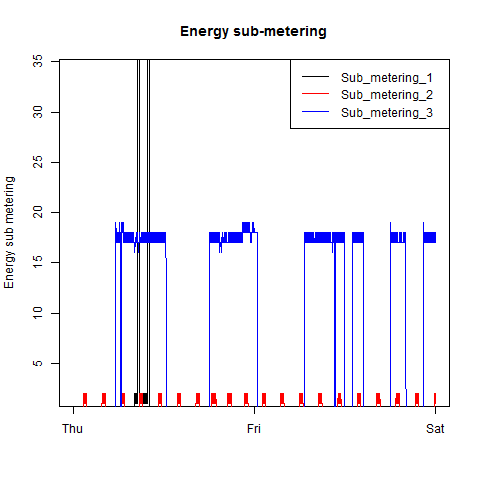 Energy sub-metering
Energy sub metering
35
30
25
20
15
10
5
Sub_metering_1
Sub_metering_2
Sub_metering_3
Thu
Fri
Sat